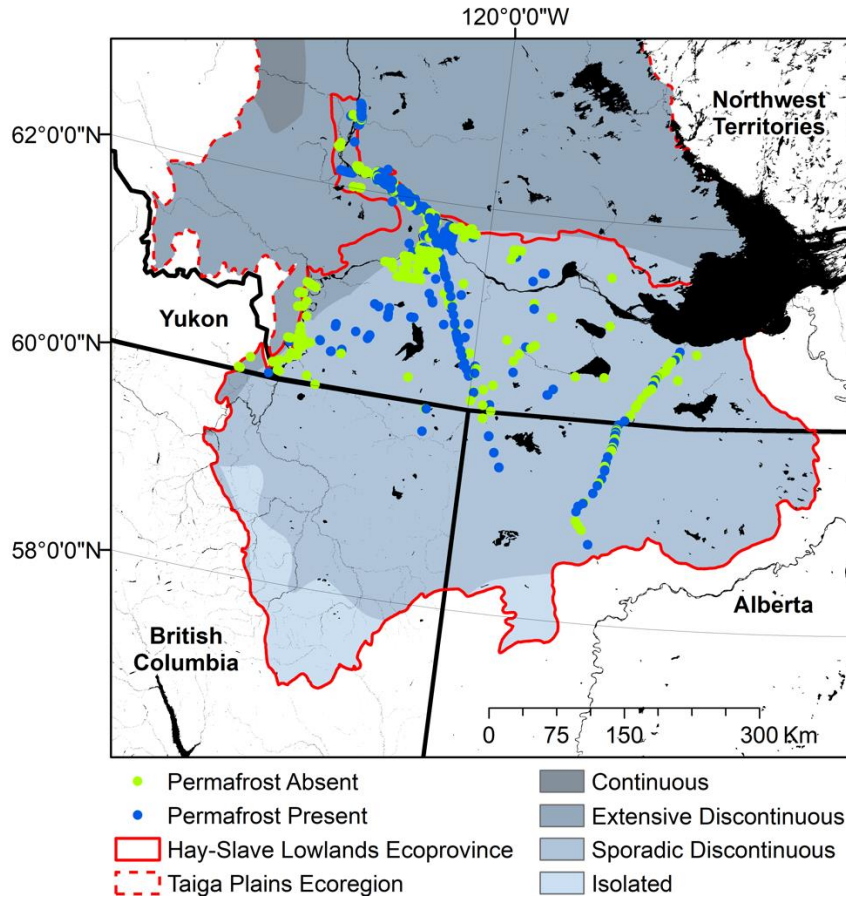 120°0'0"W
62°0'0"N
Northwest
Territories
Yukon
60°0'0"N
58°0'0"N
British
Columbia
Alberta
0 75 150 300 Km
Permafrost Absent
Permafrost Present
Hay-Slave Lowlands Ecoprovince
Taiga Plains Ecoregion
Continuous
Extensive Discontinuous
Sporadic Discontinuous
Isolated